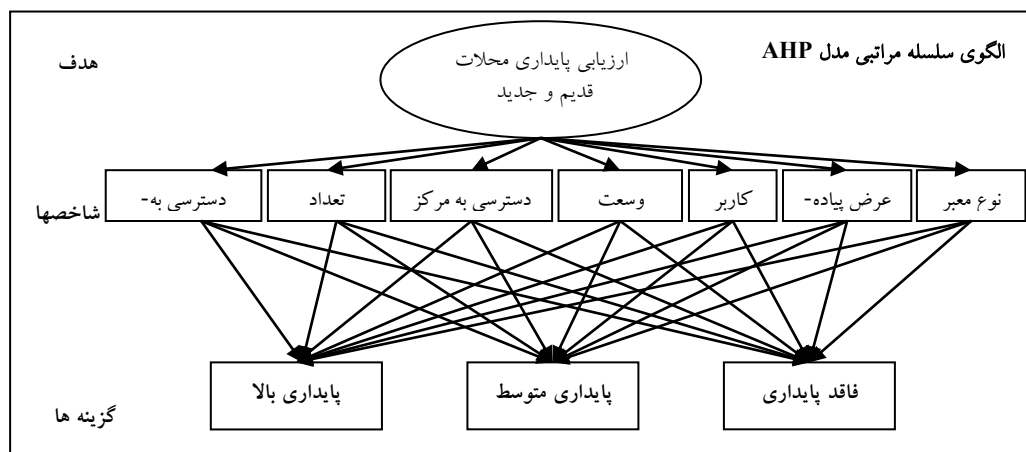 الگوی سلسله مراتبی مدل AHP
هدف
ارزیابی پایداری محلات
قدیم و جدید
شاخصها
نوع معبر
عرض پیاده-
کاربر
وسعت
دسترسی به مرکز
تعداد
دسترسی به-
گزینه ها
فاقد پایداری
پایداری متوسط
پایداری بالا